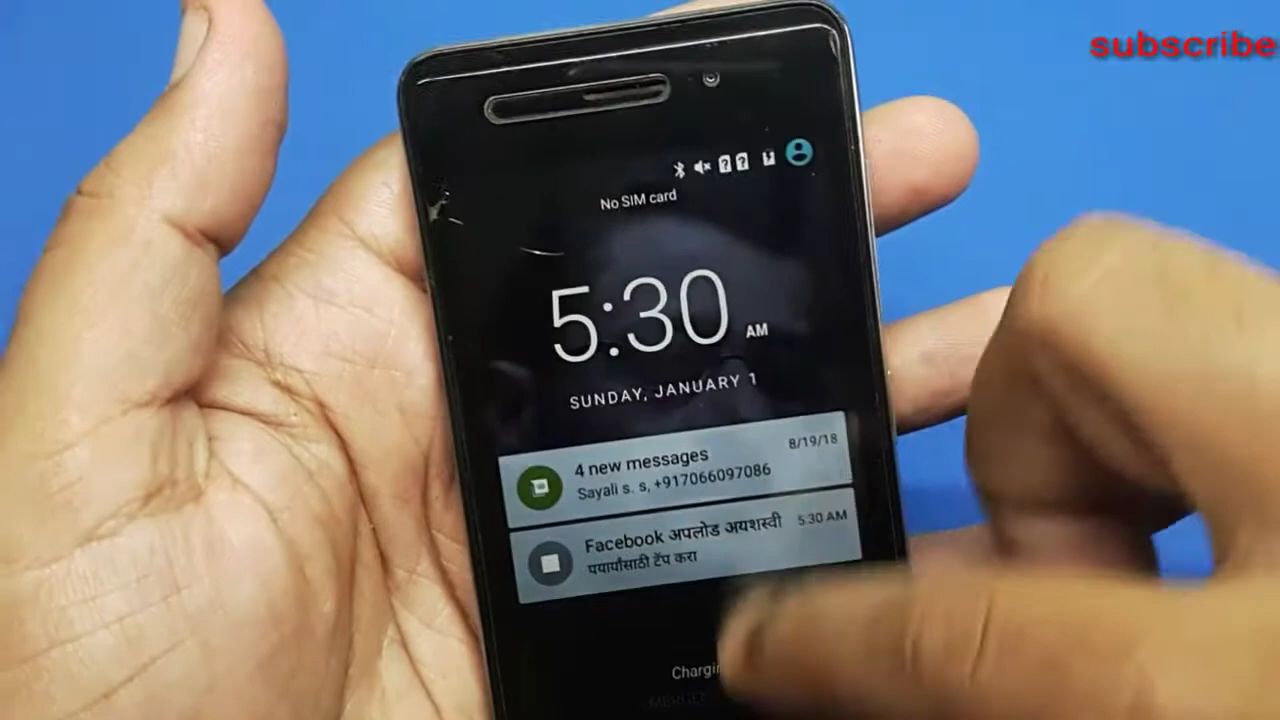 subscribe
No SIM card
5:30 AM
SUNDAY, JANUARY 1
4 new messages 8/19/18
Sayali s. s, +917066097086
Facebook अपलोड अयशस्वी 5:30 AM
पर्यायांसाठी टॅप करा